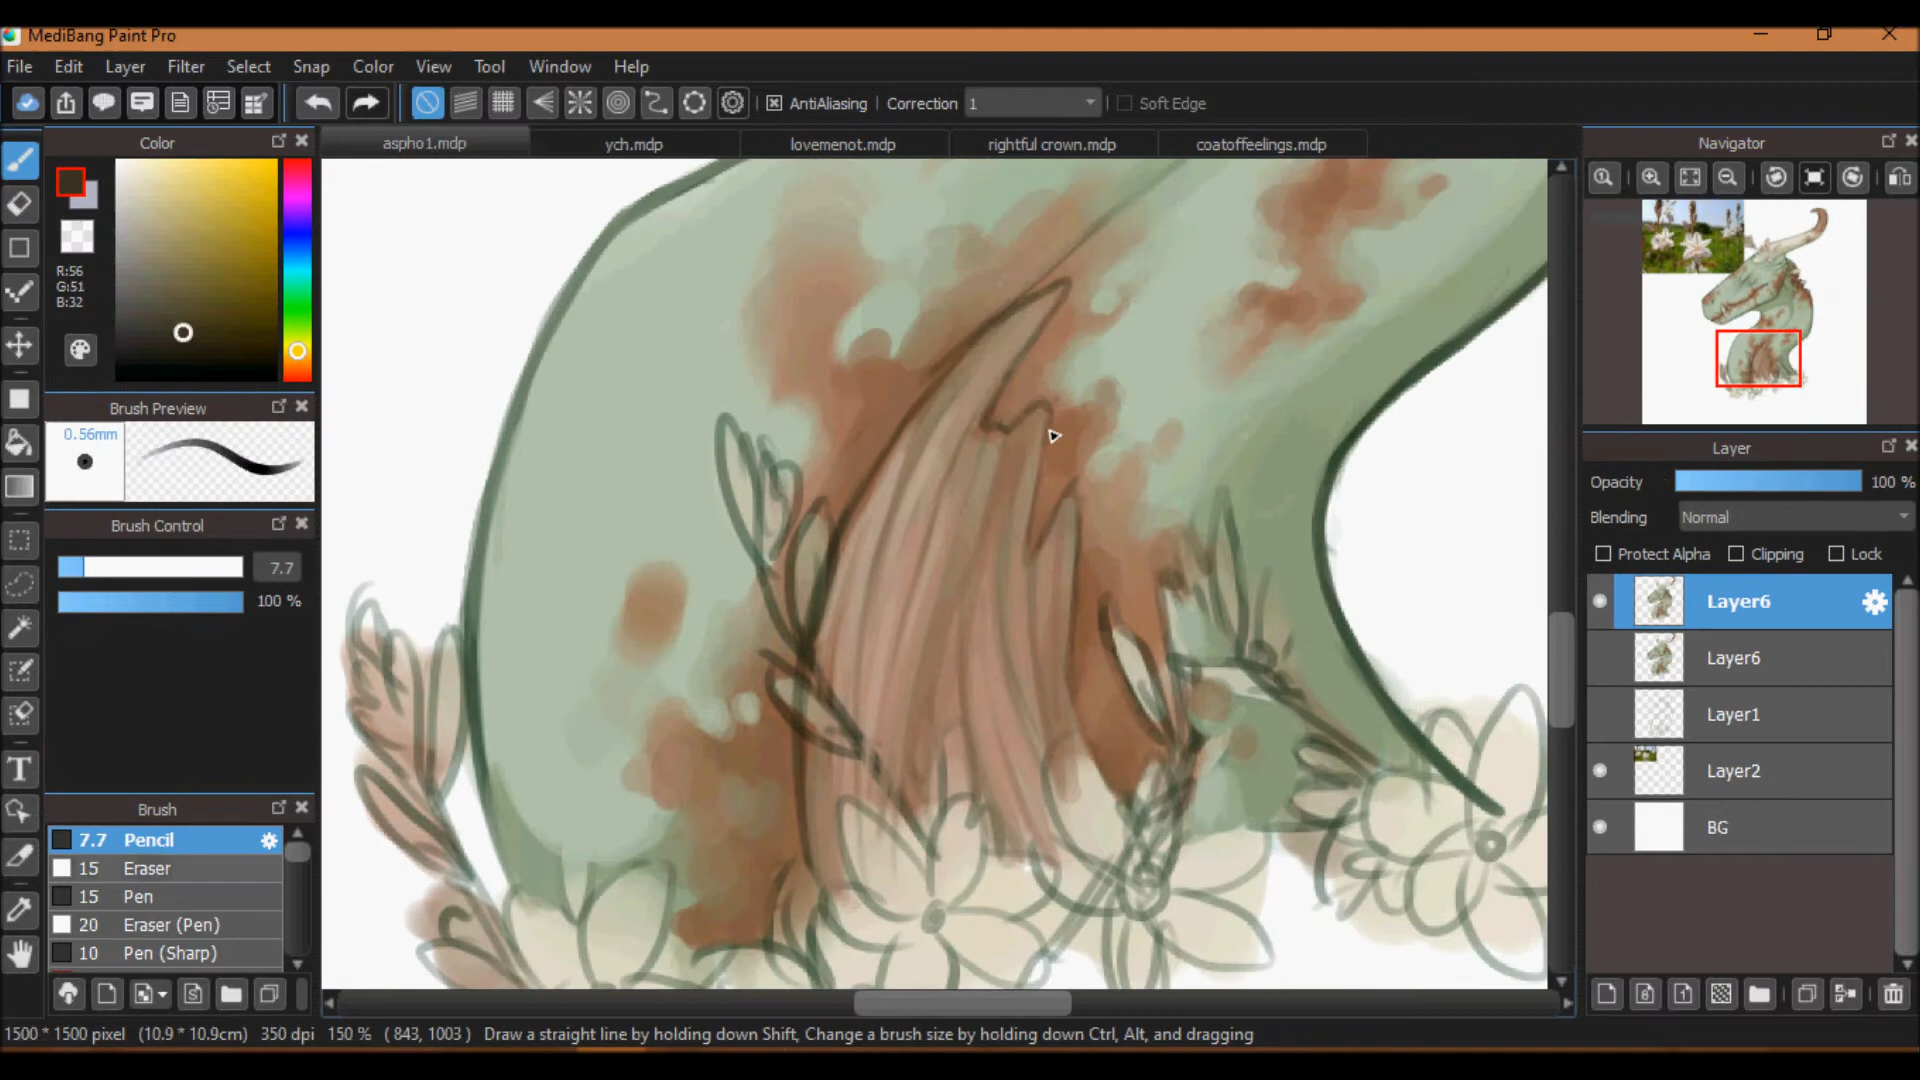 MediBang Paint Pro
File Edit Layer Filter Select Snap Color View Tool Window Help
AntiAliasing Correction 1 Soft Edge
Color
aspho1.mdp ych.mdp lovemenot.mdp rightful crown.mdp coatoffeelings.mdp
Navigator
R:56
G:51
B:32
Brush Preview
0.56mm
Brush Control
7.7
100 %
Brush
7.7 Pencil
15 Eraser
15 Pen
20 Eraser (Pen)
10 Pen (Sharp)
Layer
Opacity 100 %
Blending Normal
Protect Alpha Clipping Lock
Layer6
Layer6
Layer1
Layer2
BG
1500 * 1500 pixel (10.9 * 10.9cm) 350 dpi 150 % ( 843, 1003 ) Draw a straight line by holding down Shift, Change a brush size by holding down Ctrl, Alt, and dragging